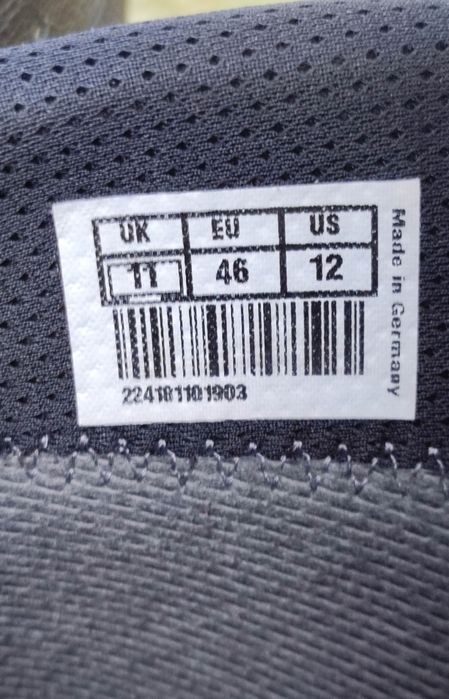 UK EU US
11 46 12
224181101903
Made in Germany